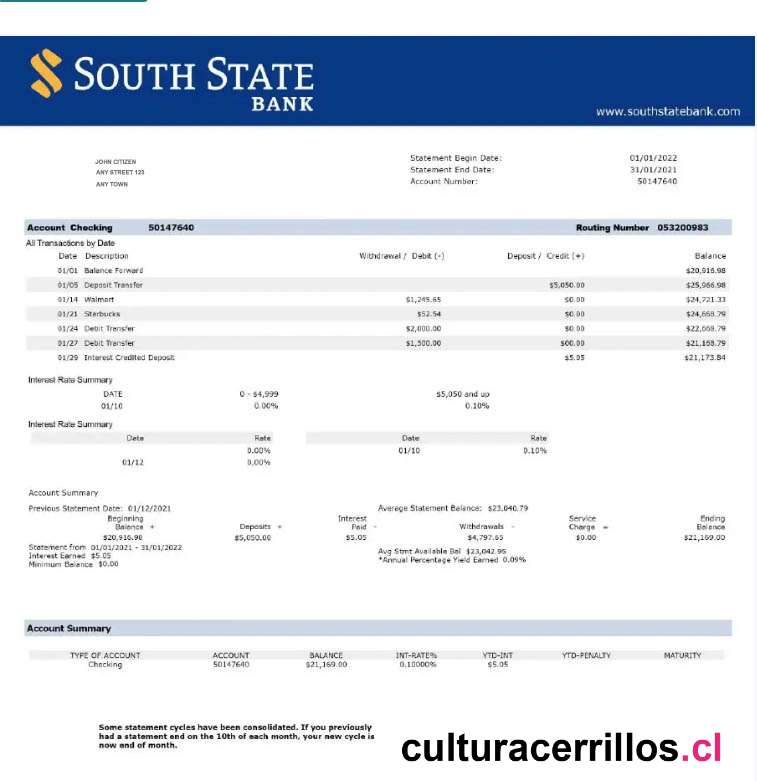 SOUTH STATE
BANK
www.southstatebank.com
JOHN CITIZEN
ANY STREET 123
ANY TOWN
Statement Begin Date: 01/01/2022
Statement End Date: 31/01/2021
Account Number: 50147640
Account Checking 50147640 Routing Number 053200983
All Transactions by Date
Date Description Withdrawal / Debit (-) Deposit / Credit (+) Balance
01/01 Balance Forward $20,916.98
01/05 Deposit Transfer $5,050.00 $25,966.98
01/14 Walmart $1,245.65 $0.00 $24,721.33
01/21 Starbucks $52.54 $0.00 $24,668.79
01/24 Debit Transfer $2,000.00 $0.00 $22,668.79
01/27 Debit Transfer $1,500.00 $00.00 $21,168.79
01/29 Interest Credited Deposit $5.05 $21,173.84
Interest Rate Summary
DATE 0 - $4,999 $5,050 and up
01/10 0.00% 0.10%
Interest Rate Summary
Date Rate Date Rate
0.00% 01/10 0.10%
01/12 0.00%
Account Summary
Previous Statement Date: 01/12/2021 Average Statement Balance: $23,040.79
Beginning Interest Service Ending
Balance + Deposits + Paid - Withdrawals - Charge = Balance
$20,916.98 $5,050.00 $5.05 $4,797.65 $0.00 $21,169.00
Statement from 01/01/2021 - 31/01/2022
Interest Earned $5.05
Minimum Balance $0.00
Avg Stmt Available Bal $23,042.95
*Annual Percentage Yield Earned 0.09%
Account Summary
TYPE OF ACCOUNT ACCOUNT BALANCE INT-RATE% YTD-INT YTD-PENALTY MATURITY
Checking 50147640 $21,169.00 0.10000% $5.05
Some statement cycles have been consolidated. If you previously
had a statement end on the 10th of each month, your new cycle is
now end of month.
culturacerrillos.cl